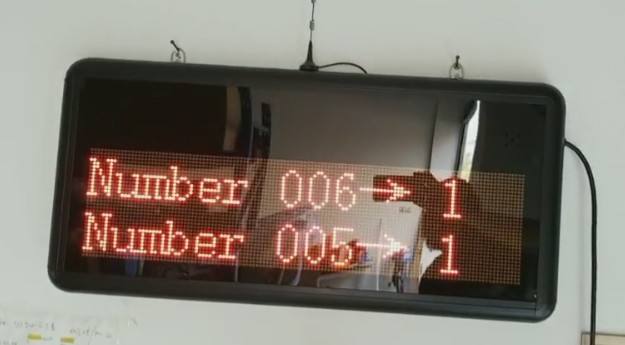 Number 006→ 1
Number 005→ 1